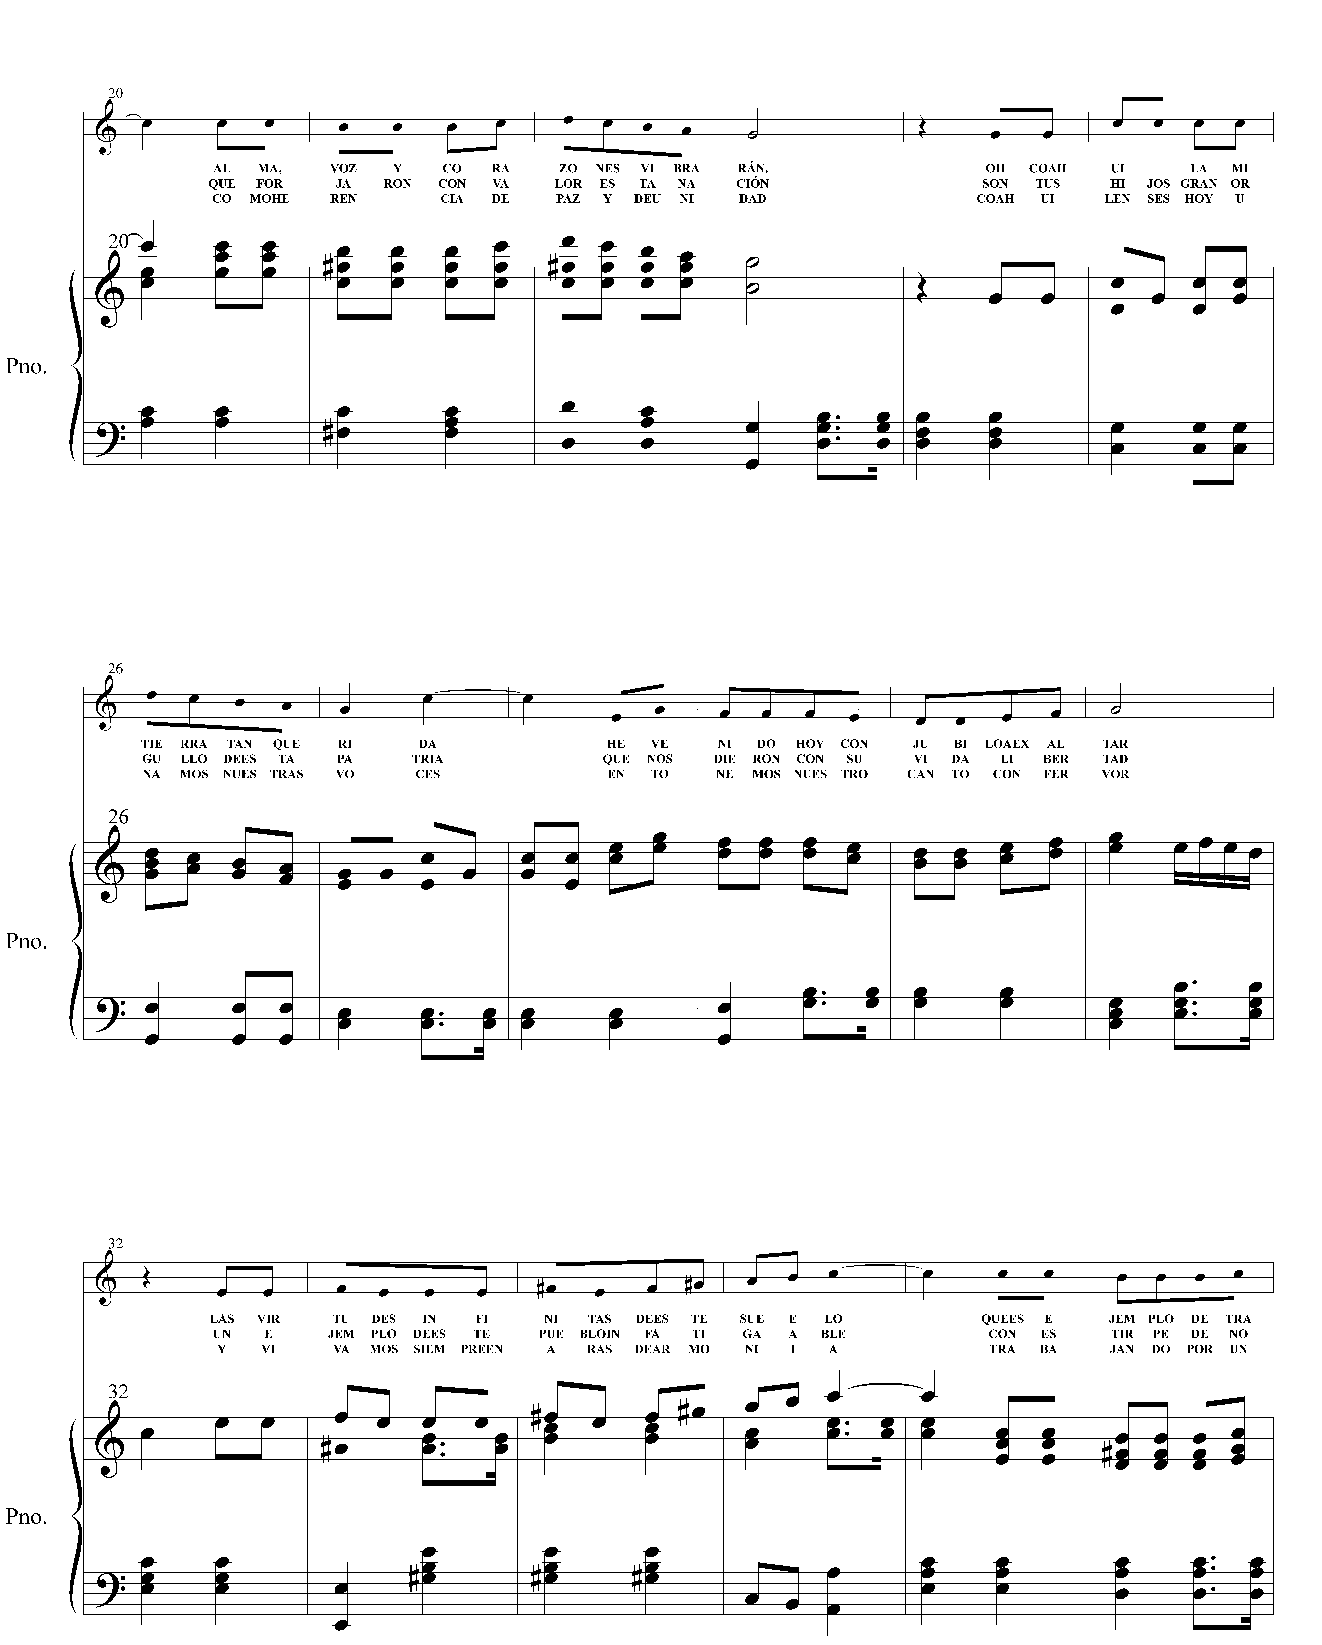 20
AL MA, VOZ Y CO RA ZO NES VI BRA RÁN, OH COAH UI LA MI
QUE FOR JA RON CON VA LOR ES TA NA CIÓN SON TUS HI JOS GRAN OR
CO MOHE REN CIA DE PAZ Y DEU NI DAD COAH UI LEN SES HOY U
20
Pno.
26
TIE RRA TAN QUE RI DA HE VE NI DO HOY CON JU BI LOAEX AL TAR
GU LLO DEES TA PA TRIA QUE NOS DIE RON CON SU VI DA LI BER TAD
NA MOS NUES TRAS VO CES EN TO NE MOS NUES TRO CAN TO CON FER VOR
26
Pno.
32
LAS VIR TU DES IN FI NI TAS DEES TE SUE E LO QUEES E JEM PLO DE TRA
UN E JEM PLO DEES TE PUE BLOIN FA TI GA A BLE CON ES TIR PE DE NO
Y VI VA MOS SIEM PREEN A RAS DEAR MO NI I A TRA BA JAN DO POR UN
32
Pno.